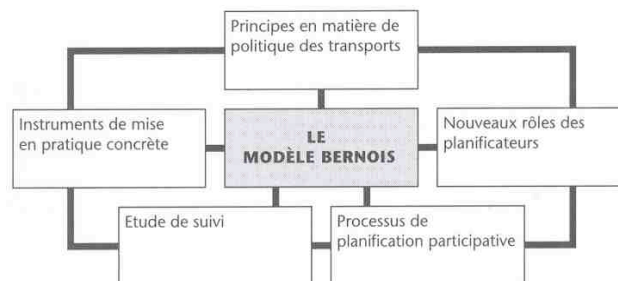 Principes en matière de
politique des transports
Instruments de mise
en pratique concrète
LE
MODÈLE BERNOIS
Nouveaux rôles des
planificateurs
Etude de suivi
Processus de
planification participative